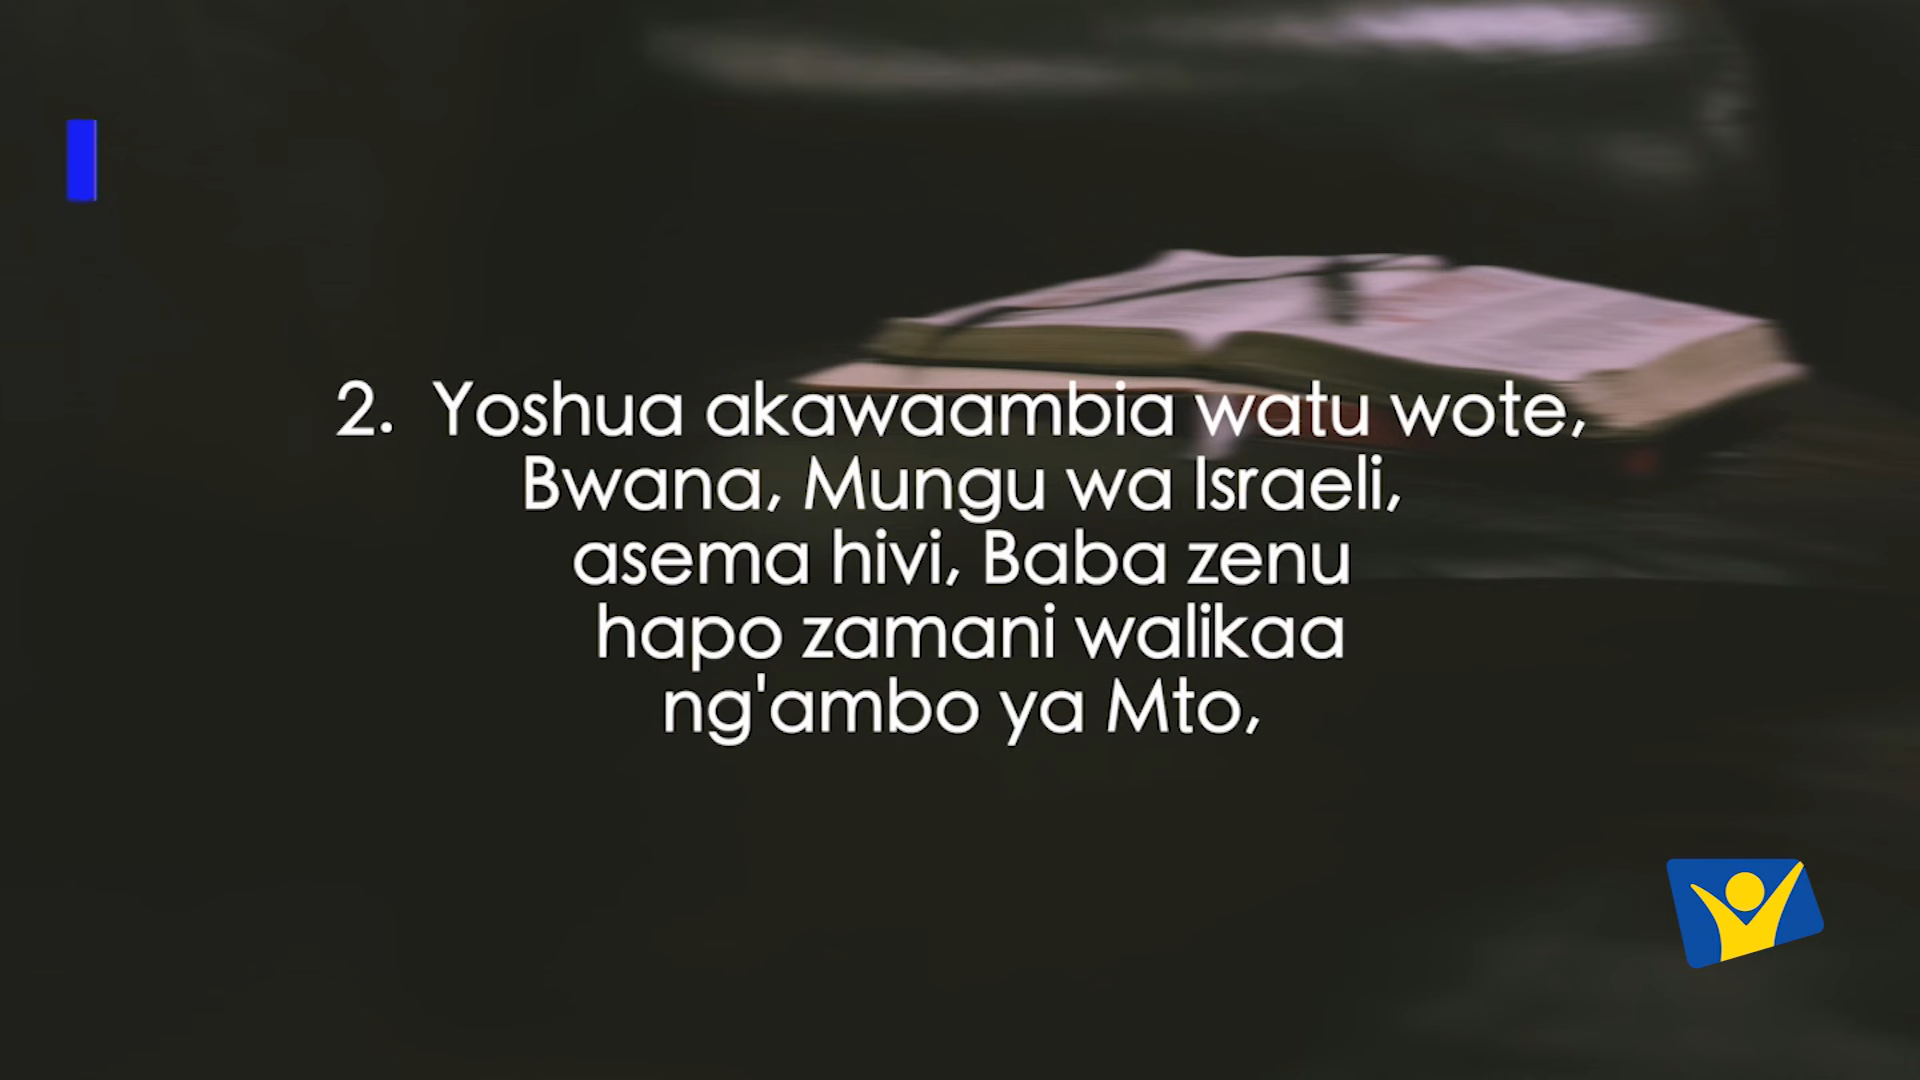 2. Yoshua akawaambia watu wote,
Bwana, Mungu wa Israeli,
asema hivi, Baba zenu
hapo zamani walikaa
ng'ambo ya Mto,